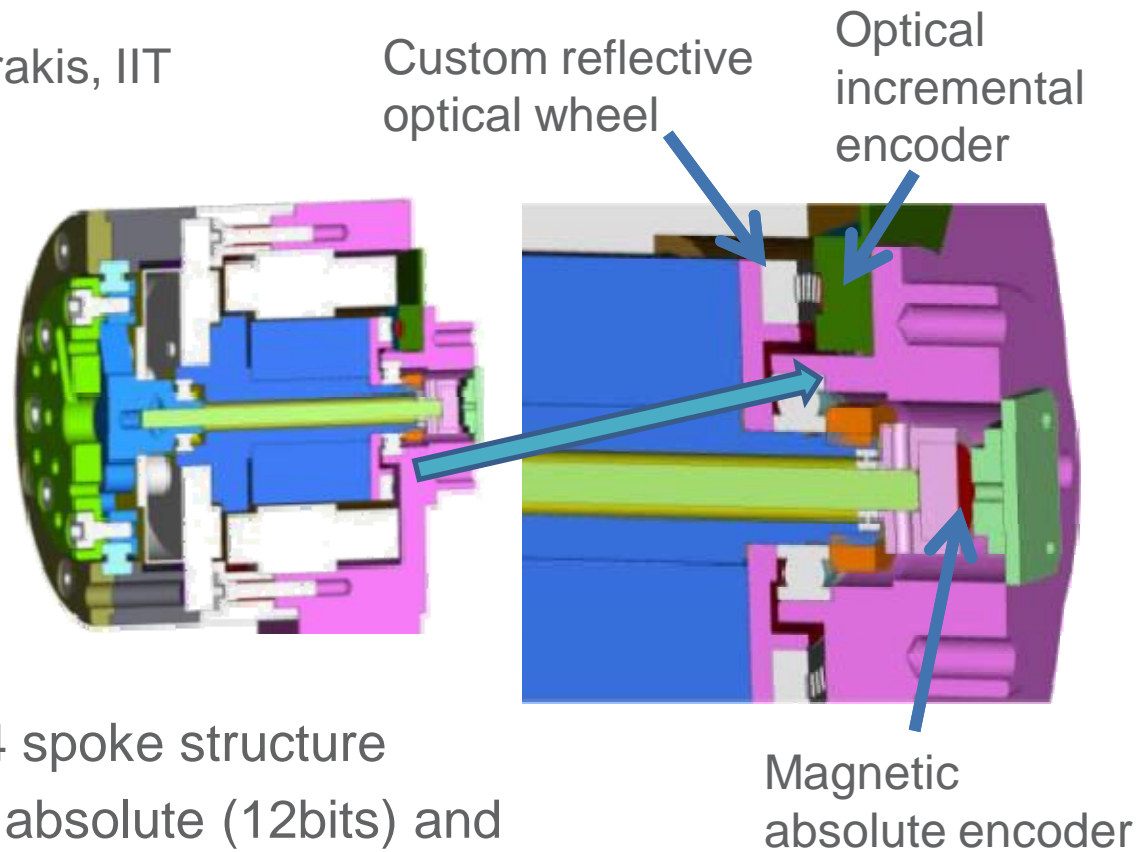 rakis, IIT
Custom reflective
optical wheel
Optical
incremental
encoder
4 spoke structure
absolute (12bits) and
Magnetic
absolute encoder